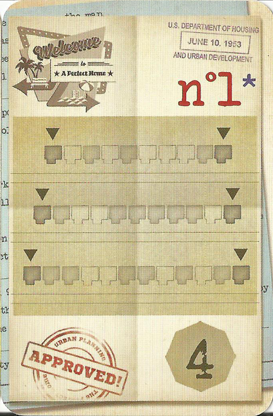 Welcome
to
★ A Perfect Home ★
U.S. DEPARTMENT OF HOUSING
JUNE 10. 1953
AND URBAN DEVELOPMENT
n°1*
URBAN PLANNING
APPROVED!
4